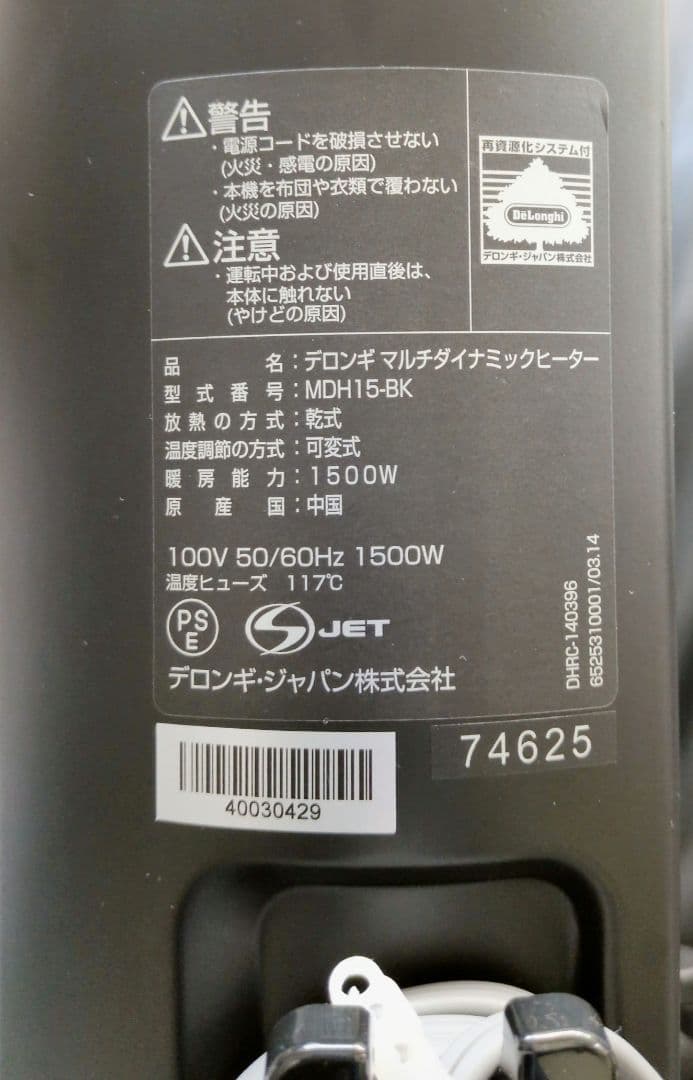 警告
・電源コードを破損させない
(火災・感電の原因)
・本機を布団や衣類で覆わない
(火災の原因)
注意
・運転中および使用直後は、
本体に触れない
(やけどの原因)
再資源化システム付
DeLonghi
デロンギ・ジャパン株式会社
品名：デロンギ マルチダイナミックヒーター
型式番号：MDH15-BK
放熱の方式：乾式
温度調節の方式：可変式
暖房能力：1500W
原産国：中国
100V 50/60Hz 1500W
温度ヒューズ 117℃
PS
E
JET
デロンギ・ジャパン株式会社
DHRC-140396
6525310001/03.14
40030429
74625